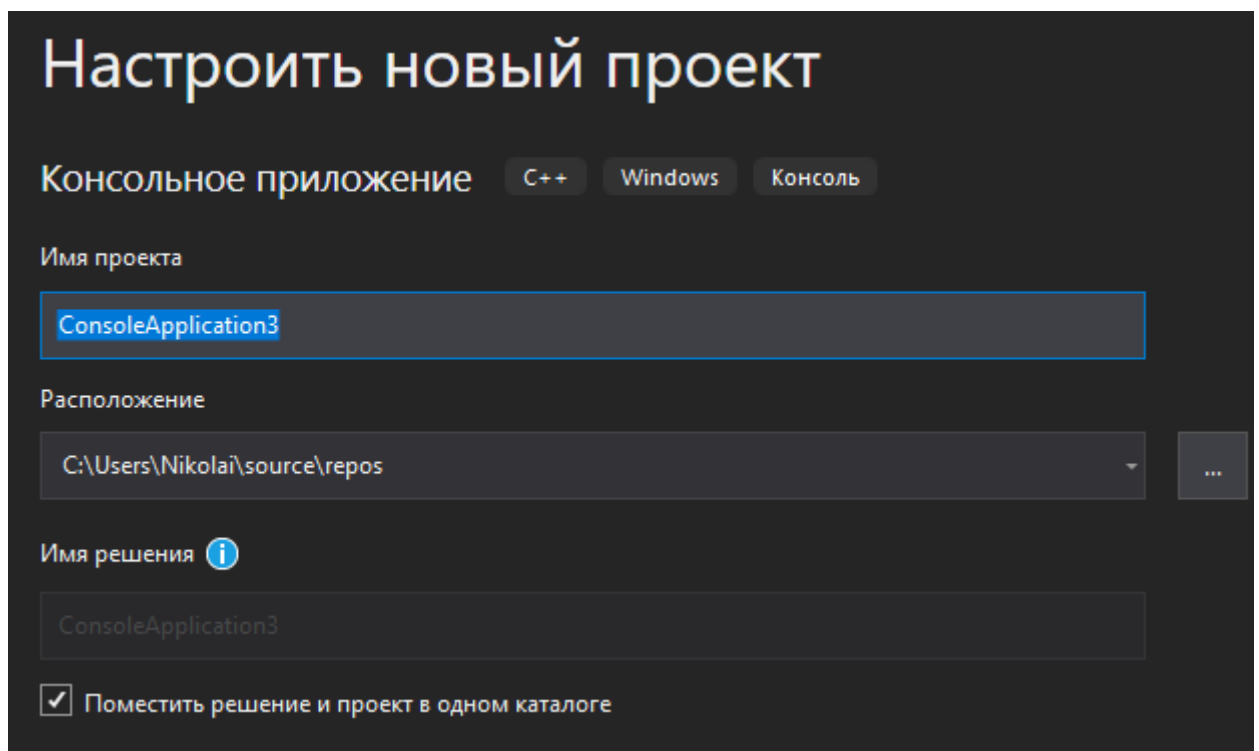 Настроить новый проект
Консольное приложение C++ Windows Консоль
Имя проекта
ConsoleApplication3
Расположение
C:\Users\Nikolai\source\repos ...
Имя решения i
ConsoleApplication3
Поместить решение и проект в одном каталоге